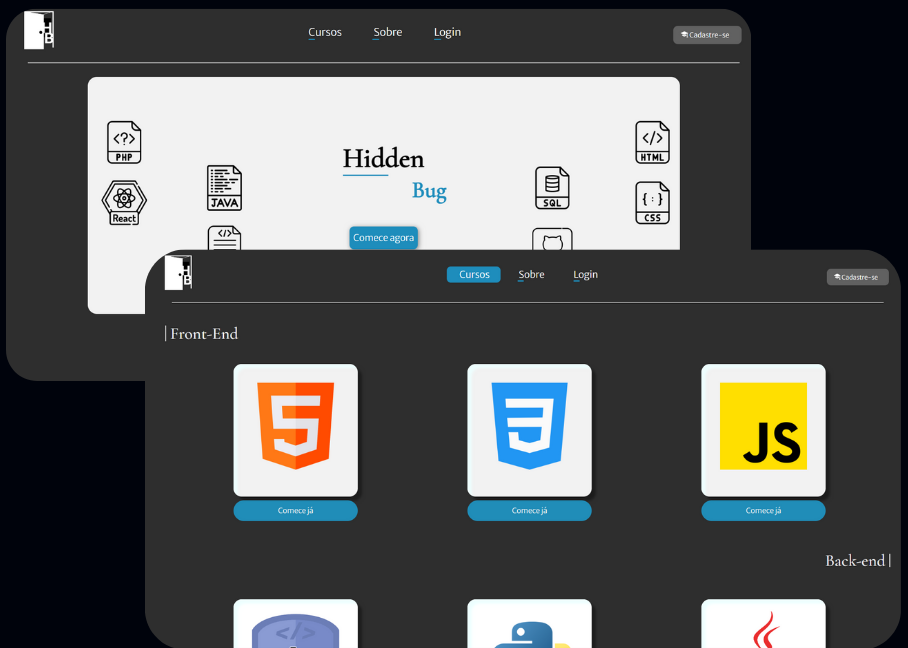 HB
Cursos
Sobre
Login
Cadastre-se
PHP
React
JAVA
Hidden
Bug
Comece agora
SQL
HTML
CSS
B
Cursos
Sobre
Login
Cadastre-se
Front-End
5
3
JS
Comece já
Comece já
Comece já
Back-end